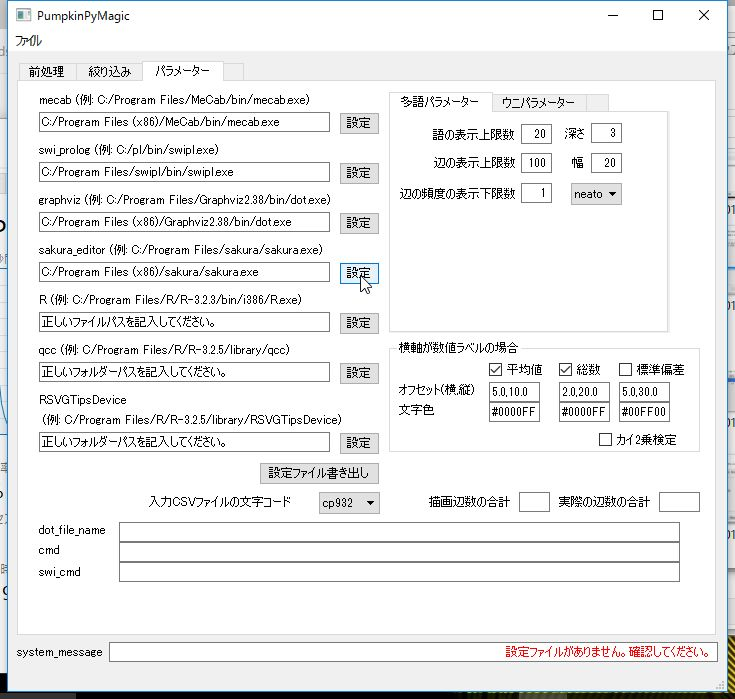 PumpkinPyMagic
ファイル
前処理 絞り込み パラメーター
mecab (例: C:/Program Files/MeCab/bin/mecab.exe)
C:/Program Files (x86)/MeCab/bin/mecab.exe 設定
swi_prolog (例: C:/pl/bin/swipl.exe)
C:/Program Files/swipl/bin/swipl.exe 設定
graphviz (例: C:/Program Files/Graphviz2.38/bin/dot.exe)
C:/Program Files (x86)/Graphviz2.38/bin/dot.exe 設定
sakura_editor (例: C:/Program Files/sakura/sakura.exe)
C:/Program Files (x86)/sakura/sakura.exe 設定
R (例: C:/Program Files/R/R-3.2.3/bin/i386/R.exe)
正しいファイルパスを記入してください。 設定
qcc (例: C:/Program Files/R/R-3.2.5/library/qcc)
正しいフォルダーパスを記入してください。 設定
RSVGTipsDevice
(例: C:/Program Files/R/R-3.2.5/library/RSVGTipsDevice)
正しいフォルダーパスを記入してください。 設定
設定ファイル書き出し
多語パラメーター ウニパラメーター
語の表示上限数 20 深さ 3
辺の表示上限数 100 幅 20
辺の頻度の表示下限数 1 neato
横軸が数値ラベルの場合
平均値 総数 標準偏差
オフセット(横,縦) 5.0,10.0 2.0,20.0 5.0,30.0
文字色 #0000FF #0000FF #00FF00
カイ2乗検定
入力CSVファイルの文字コード cp932 描画辺数の合計 実際の辺数の合計
dot_file_name
cmd
swi_cmd
system_message 設定ファイルがありません。確認してください。